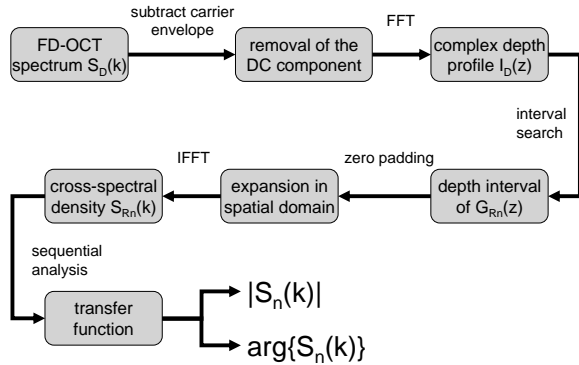 subtract carrier
envelope
FFT
FD-OCT
spectrum S_D(k)
removal of the
DC component
complex depth
profile I_D(z)
interval
search
IFFT
zero padding
cross-spectral
density S_Rn(k)
expansion in
spatial domain
depth interval
of G_Rn(z)
sequential
analysis
transfer
function
|S_n(k)|
arg{S_n(k)}